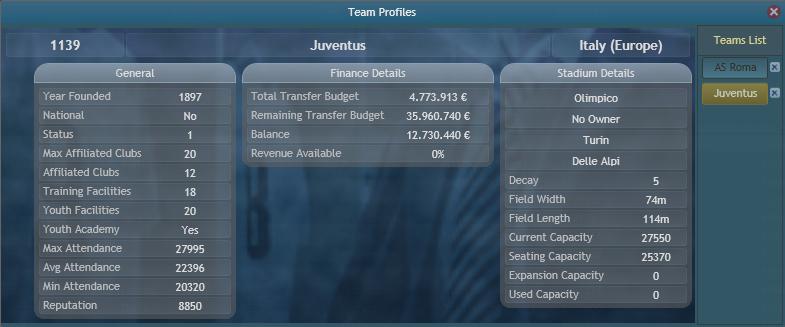 Team Profiles
1139 Juventus Italy (Europe)
Teams List
AS Roma
Juventus
General
Year Founded 1897
National No
Status 1
Max Affiliated Clubs 20
Affiliated Clubs 12
Training Facilities 18
Youth Facilities 20
Youth Academy Yes
Max Attendance 27995
Avg Attendance 22396
Min Attendance 20320
Reputation 8850
Finance Details
Total Transfer Budget 4.773.913 €
Remaining Transfer Budget 35.960.740 €
Balance 12.730.440 €
Revenue Available 0%
Stadium Details
Olimpico
No Owner
Turin
Delle Alpi
Decay 5
Field Width 74m
Field Length 114m
Current Capacity 27550
Seating Capacity 25370
Expansion Capacity 0
Used Capacity 0